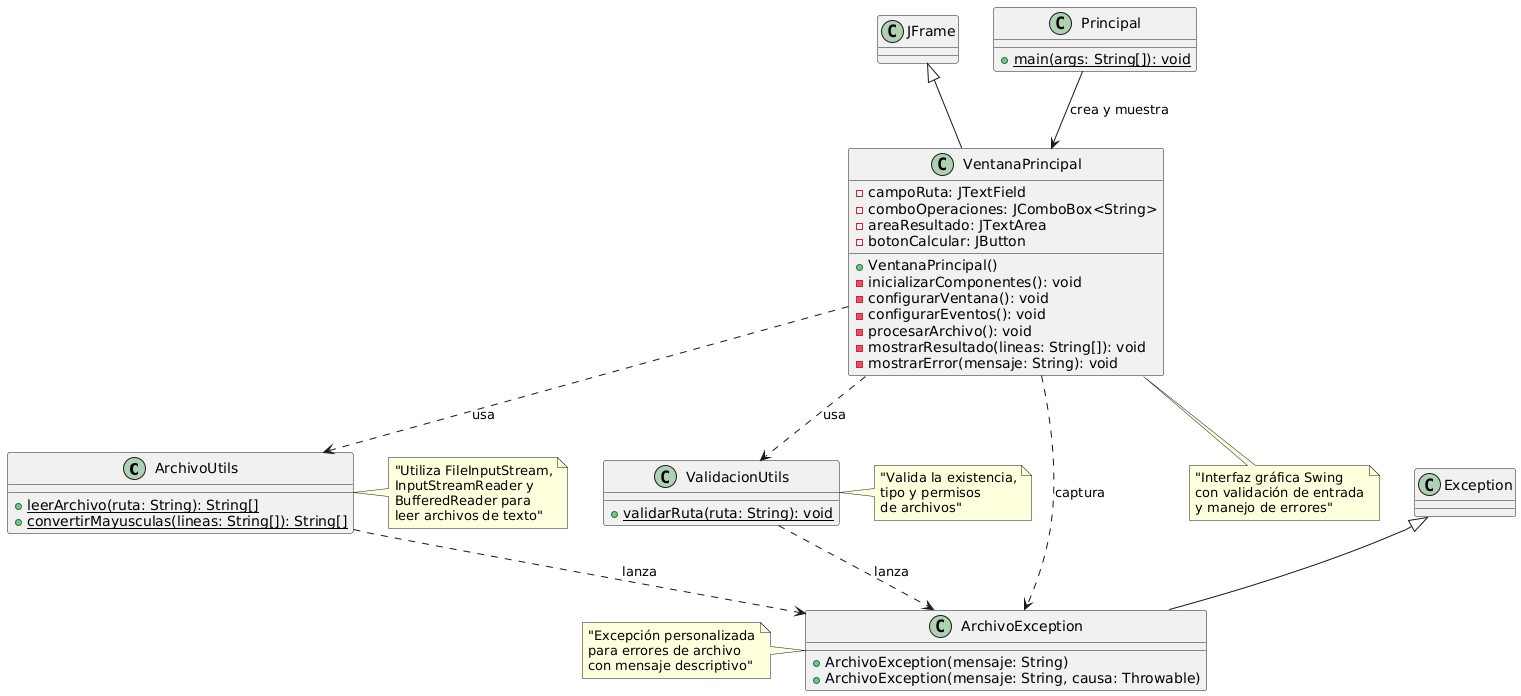 C JFrame
C Principal
main(args: String[]): void
crea y muestra
C VentanaPrincipal
campoRuta: JTextField
comboOperaciones: JComboBox<String>
areaResultado: JTextArea
botonCalcular: JButton
VentanaPrincipal()
inicializarComponentes(): void
configurarVentana(): void
configurarEventos(): void
procesarArchivo(): void
mostrarResultado(lineas: String[]): void
mostrarError(mensaje: String): void
usa
usa
captura
C ArchivoUtils
leerArchivo(ruta: String): String[]
convertirMayusculas(lineas: String[]): String[]
"Utiliza FileInputStream,
InputStreamReader y
BufferedReader para
leer archivos de texto"
C ValidacionUtils
validarRuta(ruta: String): void
"Valida la existencia,
tipo y permisos
de archivos"
"Interfaz gráfica Swing
con validación de entrada
y manejo de errores"
C Exception
lanza
lanza
"Excepción personalizada
para errores de archivo
con mensaje descriptivo"
C ArchivoException
ArchivoException(mensaje: String)
ArchivoException(mensaje: String, causa: Throwable)